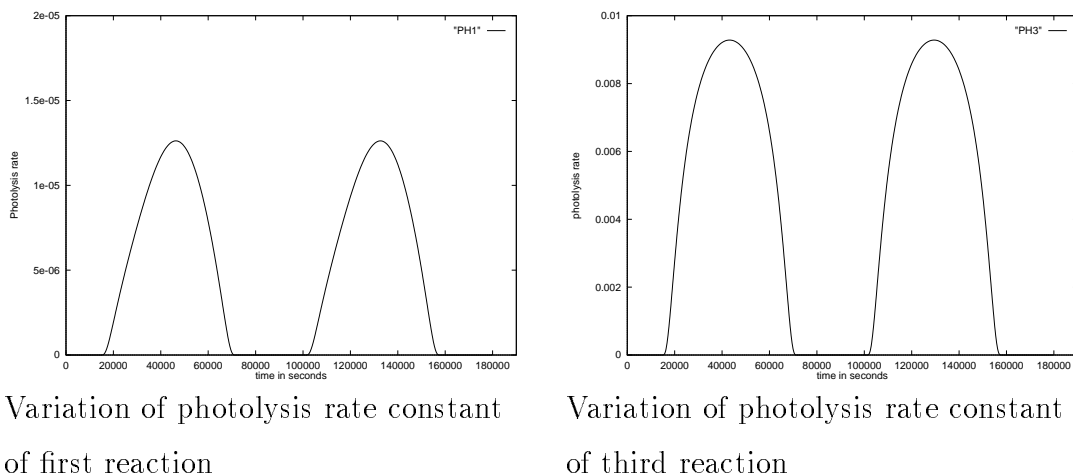 2e-05
1.5e-05
1e-05
5e-06
0
Photolysis rate
"PH1"
0 20000 40000 60000 80000 100000 120000 140000 160000 180000
time in seconds
Variation of photolysis rate constant
of first reaction
0.01
0.008
0.006
0.004
0.002
0
photolysis rate
"PH3"
0 20000 40000 60000 80000 100000 120000 140000 160000 180000
time in seconds
Variation of photolysis rate constant
of third reaction